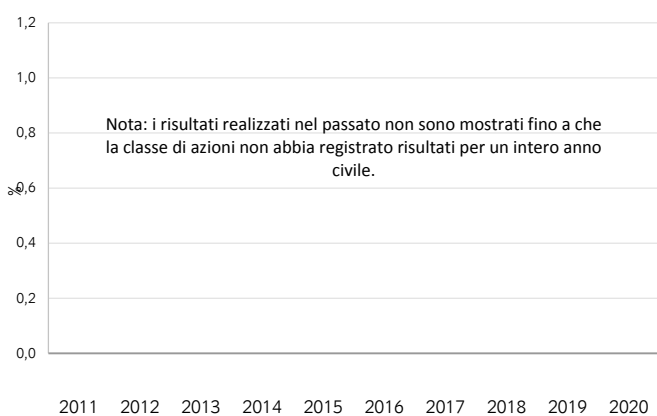 1,2
1,0
Nota: i risultati realizzati nel passato non sono mostrati fino a che
0,8
la classe di azioni non abbia registrato risultati per un intero anno
civile.
%
0,6
0,4
0,2
0,0
2011 2012 2013 2014 2015 2016 2017 2018 2019 2020